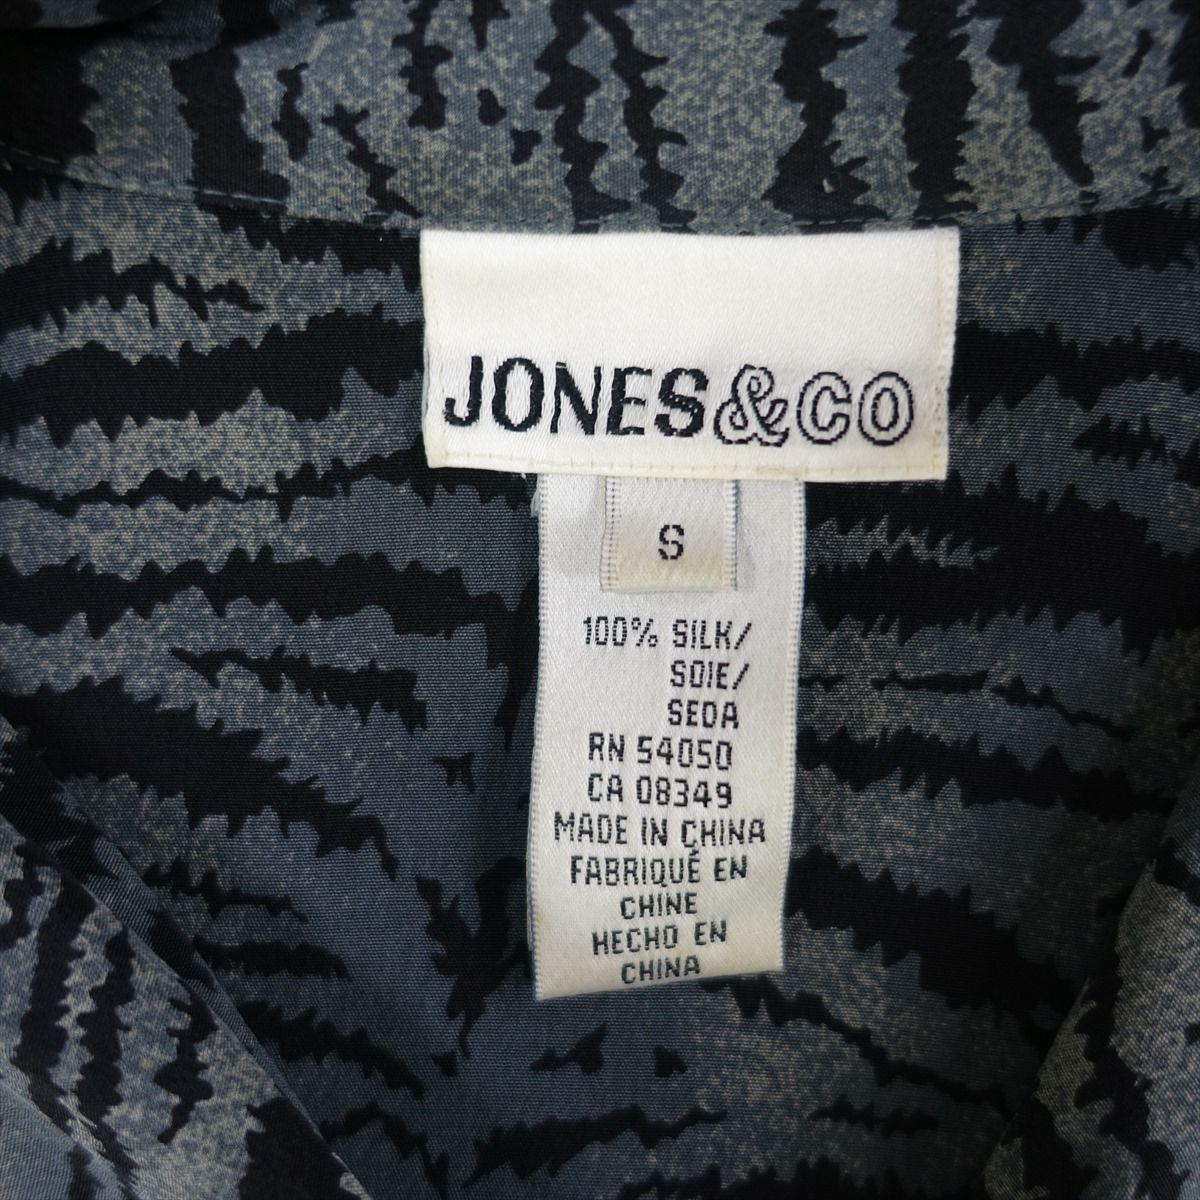 JONES&CO
S
100% SILK/
SOIE/
SEDA
RN 54050
CA 08349
MADE IN CHINA
FABRIQUÉ EN
CHINE
HECHO EN
CHINA